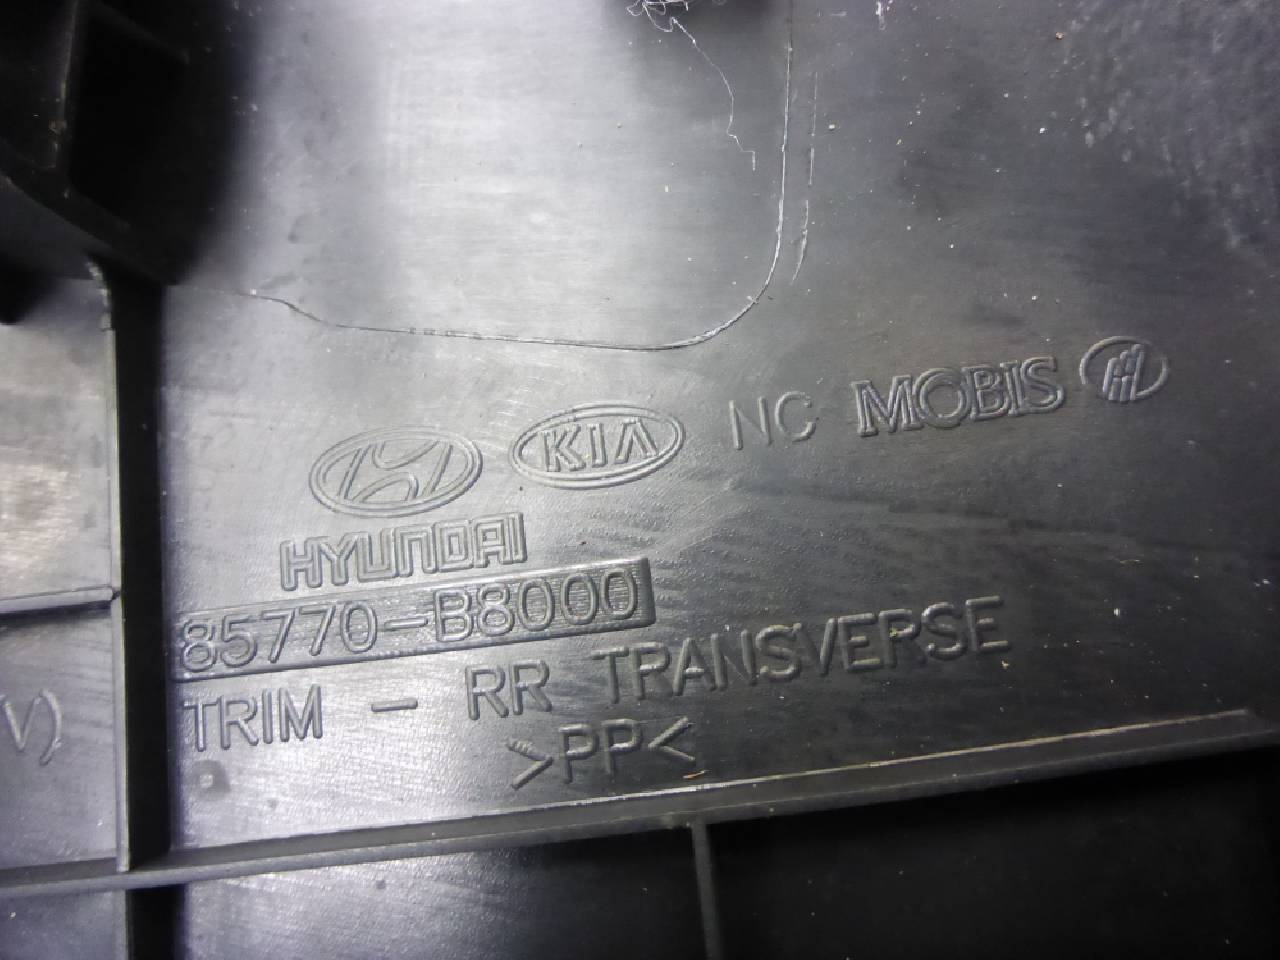 KIA NC MOBIS
HYUNDAI
85770-B8000
TRIM - RR TRANSVERSE
>PP<
V)